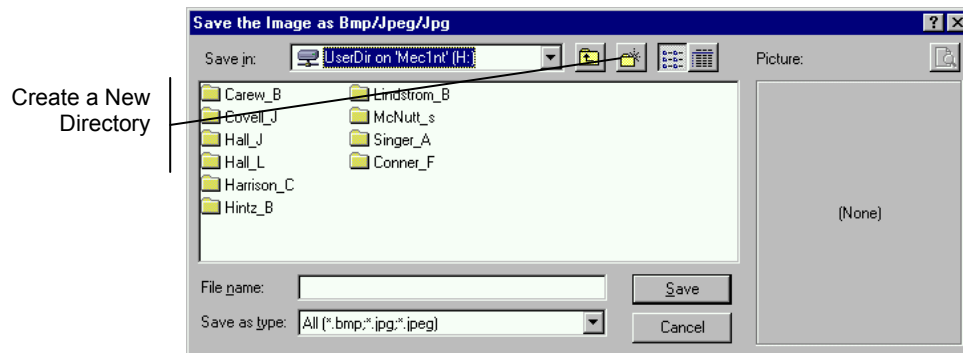 Save the Image as Bmp/Jpeg/Jpg
Save in: UserDir on 'Mec1nt' (H:) Picture:
Create a New
Directory
Carew_B Lindstrom_B
Covell_J McNutt_s
Hall_J Singer_A
Hall_L Conner_F
Harrison_C
Hintz_B
(None)
File name: Save
Save as type: All (*.bmp;*.jpg;*.jpeg) Cancel